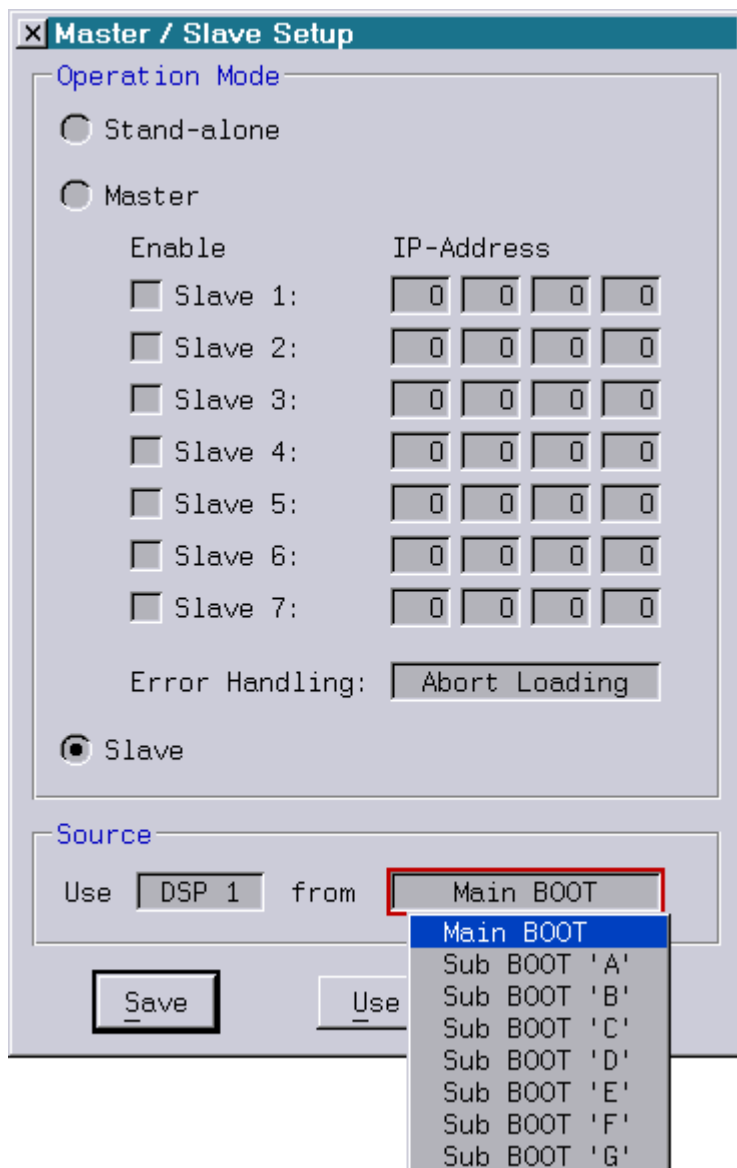 Master / Slave Setup
Operation Mode
Stand-alone
Master
Enable IP-Address
Slave 1: 0 0 0 0
Slave 2: 0 0 0 0
Slave 3: 0 0 0 0
Slave 4: 0 0 0 0
Slave 5: 0 0 0 0
Slave 6: 0 0 0 0
Slave 7: 0 0 0 0
Error Handling: Abort Loading
Slave
Source
Use DSP 1 from Main BOOT
Main BOOT
Sub BOOT 'A'
Sub BOOT 'B'
Sub BOOT 'C'
Sub BOOT 'D'
Sub BOOT 'E'
Sub BOOT 'F'
Sub BOOT 'G'
Save Use